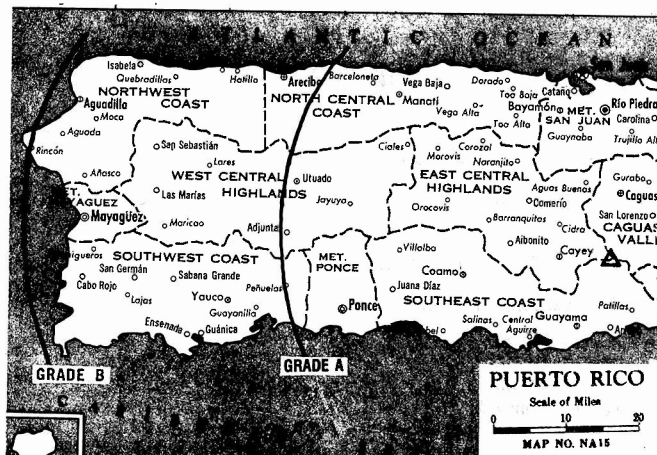 ATLANTIC OCEAN
Isabela
Quebradillas
Hatillo
Arecibo
Barceloneta
Vega Baja
Dorado
Cataño
NORTHWEST
COAST
NORTH CENTRAL
COAST
Manatí
Toa Baja
Bayamón
MET.
SAN JUAN
Río Piedra
Aguadilla
Moca
Vega Alta
Toa Alta
Carolina
Aguada
Guaynabo
Trujillo Al
Rincón
San Sebastián
Ciales
Morovis
Corozal
Lares
Naranjito
Añasco
WEST CENTRAL
HIGHLANDS
Utuado
EAST CENTRAL
HIGHLANDS
Gurabo
Aguas Buenas
Caguas
Las Marías
Jayuya
Orocovis
Comerío
San Lorenzo
Mayagüez
Maricao
Barranquitas
Cidra
CAGUAS
VALLE
Adjuntas
Aibonito
Cayey
SOUTHWEST COAST
MET.
PONCE
Villalba
San Germán
Sabana Grande
Coamo
Cabo Rojo
Peñuelas
Juana Díaz
SOUTHEAST COAST
Lajas
Yauco
Guayanilla
Ponce
Patillas
Ensenada
Guánica
Salinas
Central
Aguirre
Guayama
GRADE B
GRADE A
PUERTO RICO
Scale of Miles
0 10 20
MAP NO. NA15